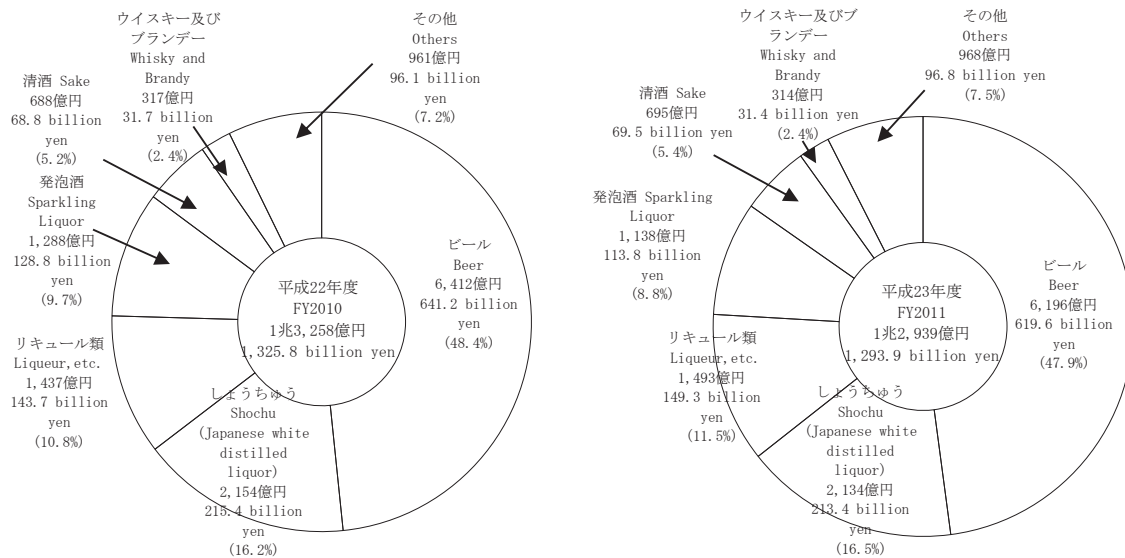 ウイスキー及び
ブランデー
Whisky and
Brandy
317億円
31.7 billion
yen
(2.4%)
その他
Others
961億円
96.1 billion
yen
(7.2%)
清酒 Sake
688億円
68.8 billion
yen
(5.2%)
発泡酒
Sparkling
Liquor
1,288億円
128.8 billion
yen
(9.7%)
ビール
Beer
6,412億円
641.2 billion
yen
(48.4%)
平成22年度
FY2010
1兆3,258億円
1,325.8 billion yen
リキュール類
Liqueur,etc.
1,437億円
143.7 billion
yen
(10.8%)
しょうちゅう
Shochu
(Japanese white
distilled
liquor)
2,154億円
215.4 billion
yen
(16.2%)
ウイスキー及びブ
ランデー
Whisky and
Brandy
314億円
31.4 billion yen
(2.4%)
その他
Others
968億円
96.8 billion yen
(7.5%)
清酒 Sake
695億円
69.5 billion yen
(5.4%)
発泡酒 Sparkling
Liquor
1,138億円
113.8 billion
yen
(8.8%)
ビール
Beer
6,196億円
619.6 billion
yen
(47.9%)
平成23年度
FY2011
1兆2,939億円
1,293.9 billion yen
リキュール類
Liqueur,etc.
1,493億円
149.3 billion
yen
(11.5%)
しょうちゅう
Shochu
(Japanese white
distilled
liquor)
2,134億円
213.4 billion
yen
(16.5%)